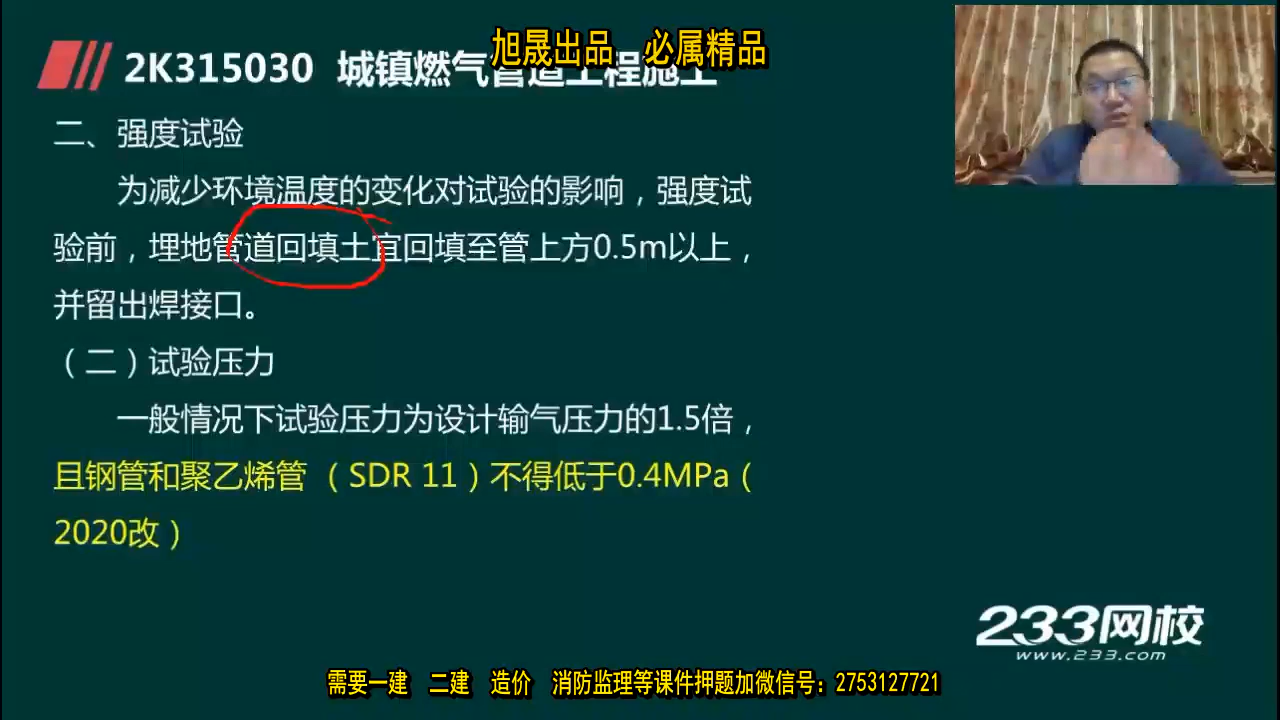 旭晟出品 必属精品
2K315030 城镇燃气管道工程施工
二、强度试验
为减少环境温度的变化对试验的影响，强度试
验前，埋地管道回填土宜回填至管上方0.5m以上，
并留出焊接口。
（二）试验压力
一般情况下试验压力为设计输气压力的1.5倍，
且钢管和聚乙烯管（SDR 11）不得低于0.4MPa（
2020改）
233网校
www.233.com
需要一建 二建 造价 消防监理等课件押题加微信号：2753127721